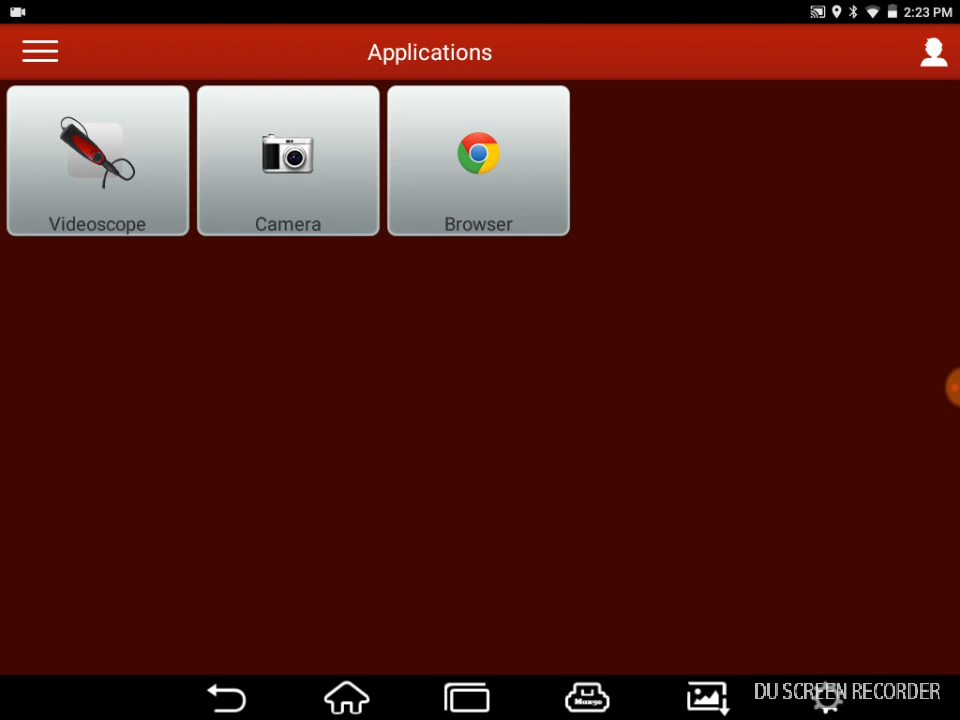 2:23 PM
Applications
Videoscope
Camera
Browser
DU SCREEN RECORDER